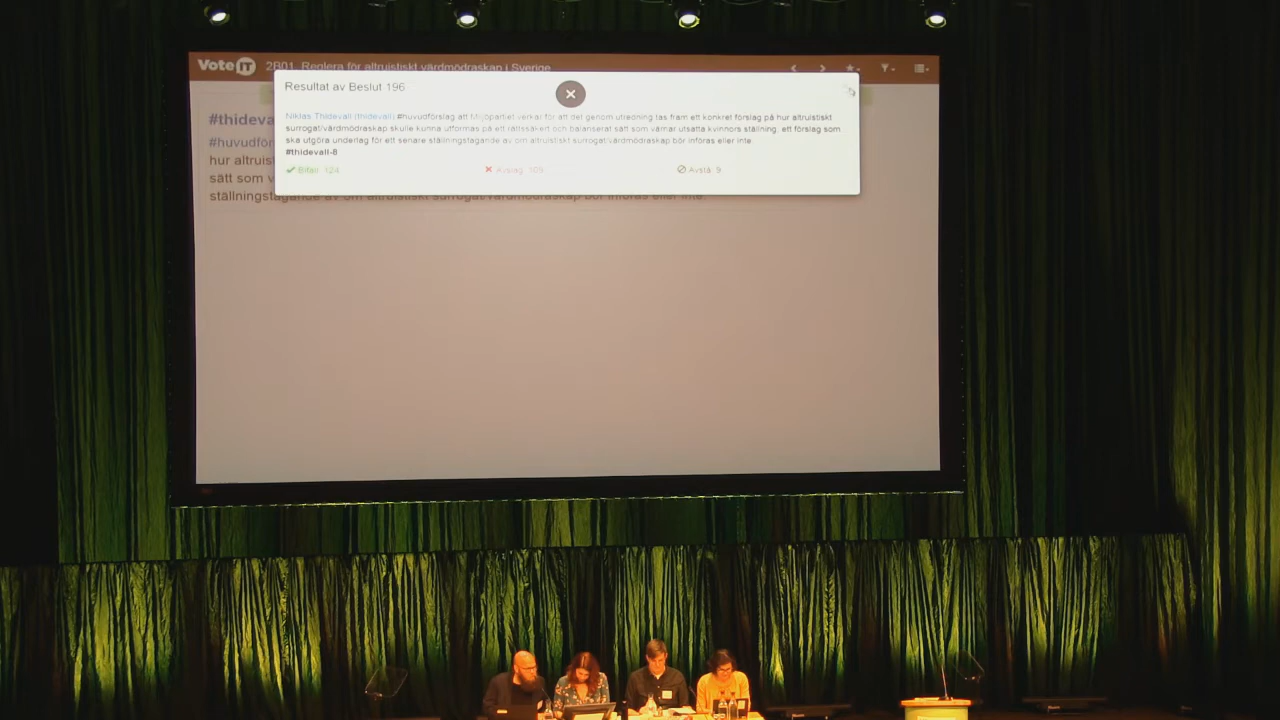 VoteIT 2B01. Reglera för altruistiskt värdmödraskap i Sverige
Resultat av Beslut 196
Niklas Thidevall (thidevall) #huvudförslag att Miljöpartiet verkar för att det genom utredning tas fram ett konkret förslag på hur altruistiskt
surrogat/värdmödraskap skulle kunna utformas på ett rättssäkert och balanserat sätt som värnar utsatta kvinnors ställning, ett förslag som
ska utgöra underlag för ett senare ställningstagande av om altruistiskt surrogat/värdmödraskap bör införas eller inte.
#thidevall-8
Bifall 124 Avslag 109 Avstå 9
#thideva
#huvudför
hur altruist
sätt som v
ställningstagande av om altruistiskt surrogat/värdmödraskap bör införas eller inte.